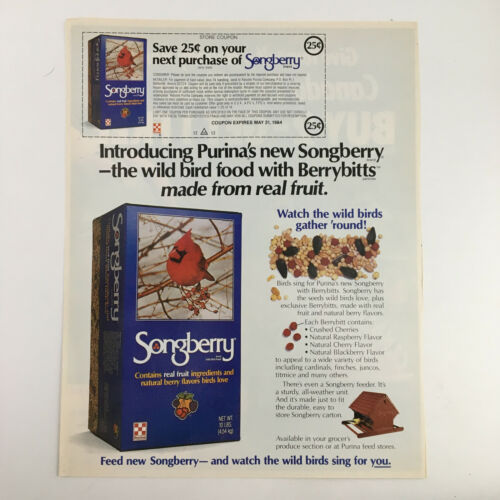 STORE COUPON
25¢
Save 25¢ on your
next purchase of Songberry
25¢
Songberry
COUPON EXPIRES MAY 31, 1984
Introducing Purina's new Songberry
—the wild bird food with Berrybitts
made from real fruit.
Songberry
Songberry
Contains real fruit ingredients and
natural berry flavors birds love
NET WT
10 LBS.
(4.54 kg)
Watch the wild birds
gather 'round!
Birds sing for Purina's new Songberry
with Berrybitts. Songberry has
the seeds wild birds love, plus
exclusive Berrybitts, made with real
fruit and natural berry flavors.
Each Berrybitt contains:
• Crushed Cherries
• Natural Raspberry Flavor
• Natural Cherry Flavor
• Natural Blackberry Flavor
to appeal to a wide variety of birds
including cardinals, finches, juncos,
titmice and many others.
There's even a Songberry feeder. It's
a sturdy, all-weather unit.
And it's made just to fit
the durable, easy to
store Songberry carton.
Available in your grocer's
produce section or at Purina feed stores.
Feed new Songberry— and watch the wild birds sing for you.